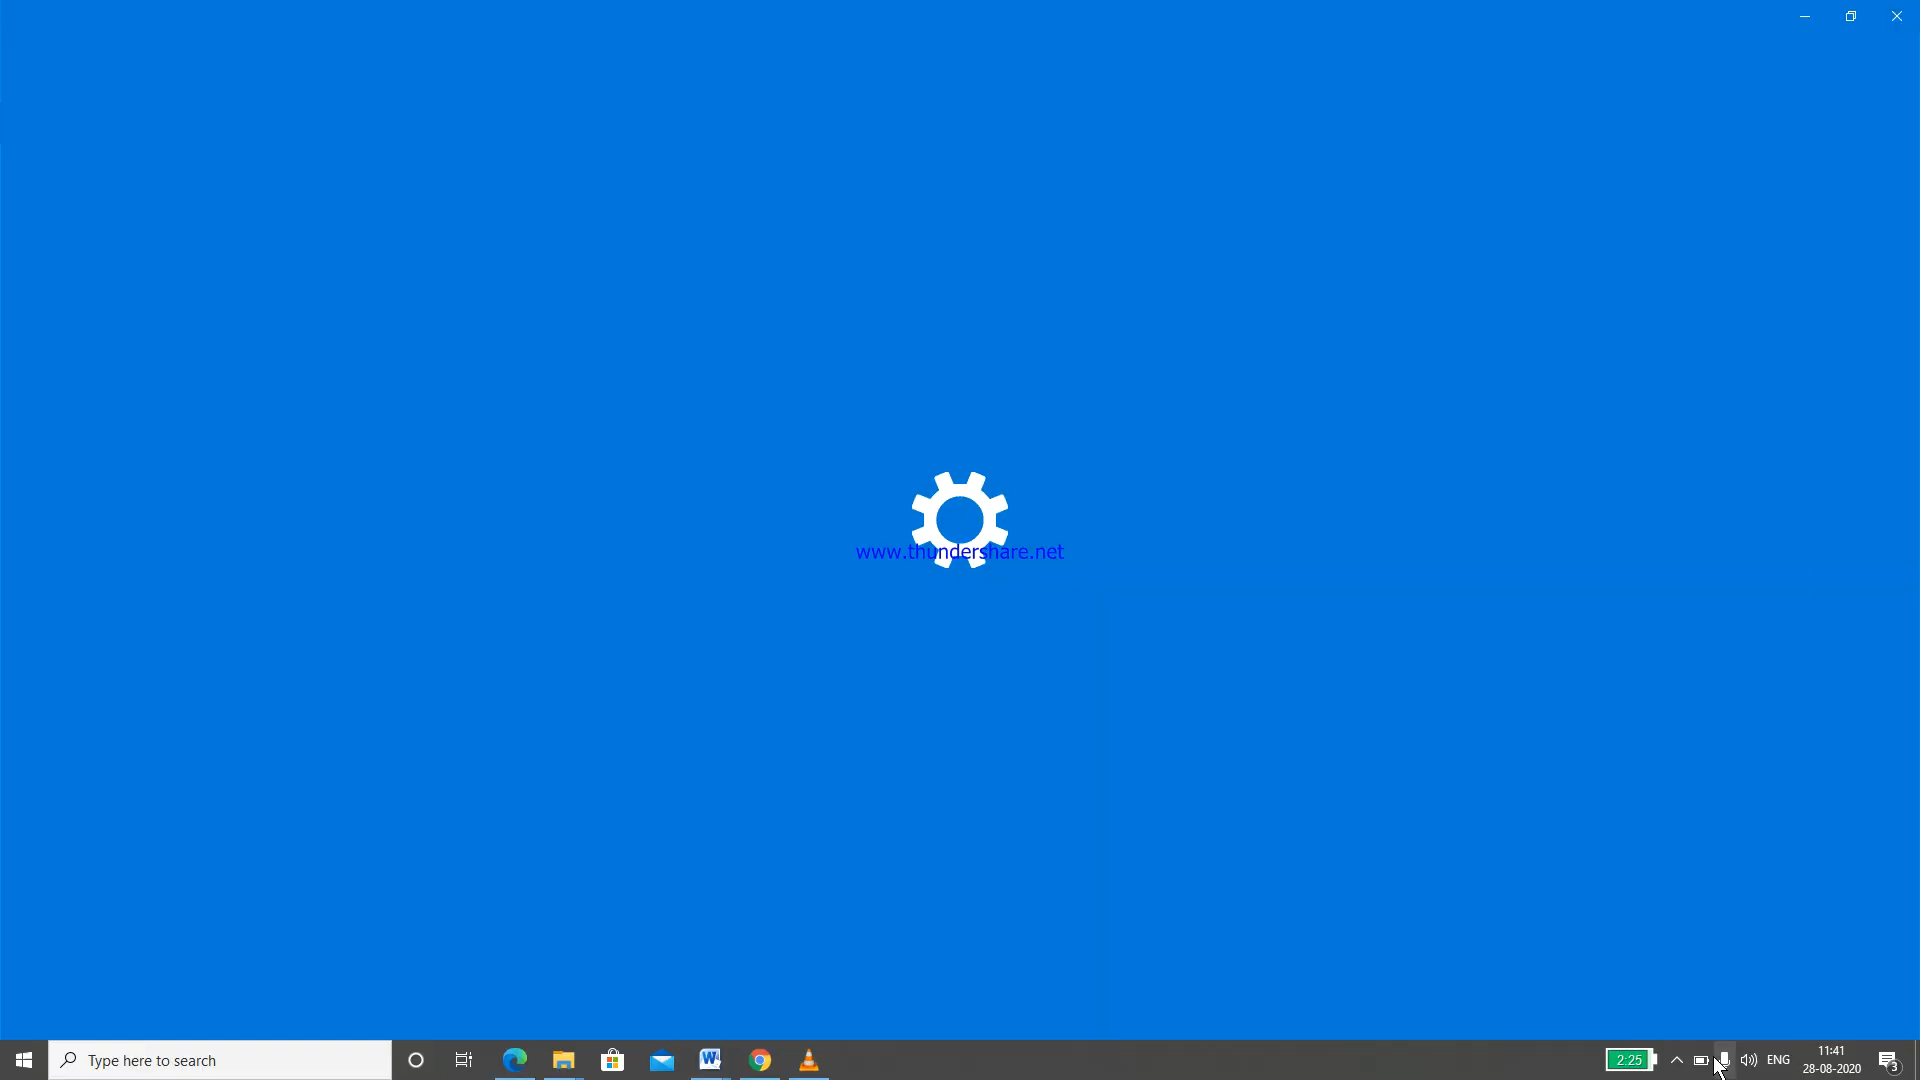 www.thundershare.net
Type here to search
W
2:25
ENG
11:41
28-08-2020
3